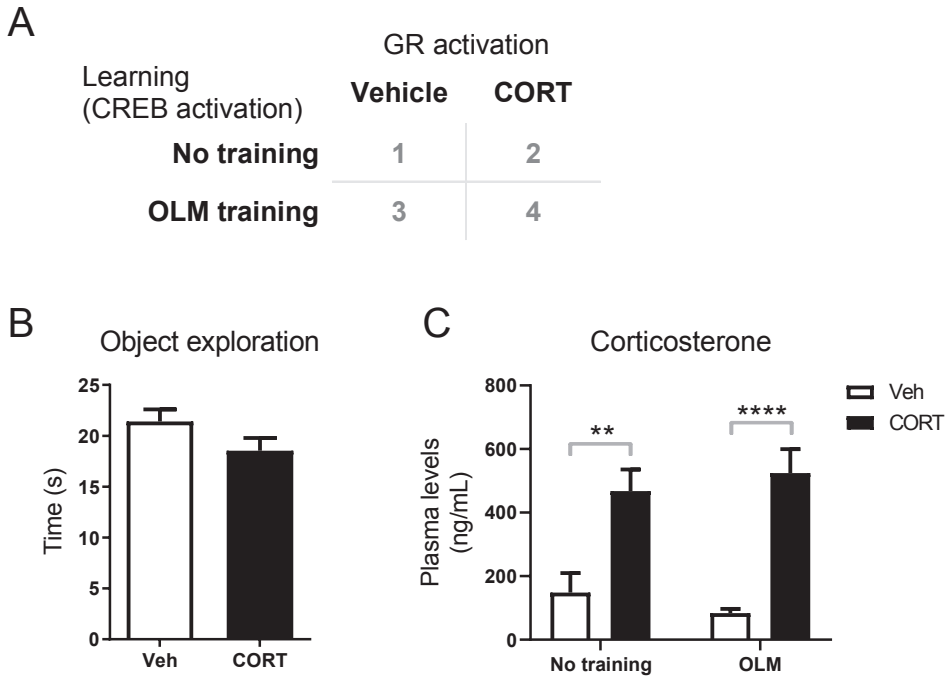 A
GR activation
Learning
(CREB activation)
Vehicle CORT
No training 1 2
OLM training 3 4
B
Object exploration
Time (s)
25
20
15
10
5
0
Veh CORT
C
Corticosterone
Plasma levels
(ng/mL)
800
600
400
200
0
**
****
No training OLM
Veh
CORT